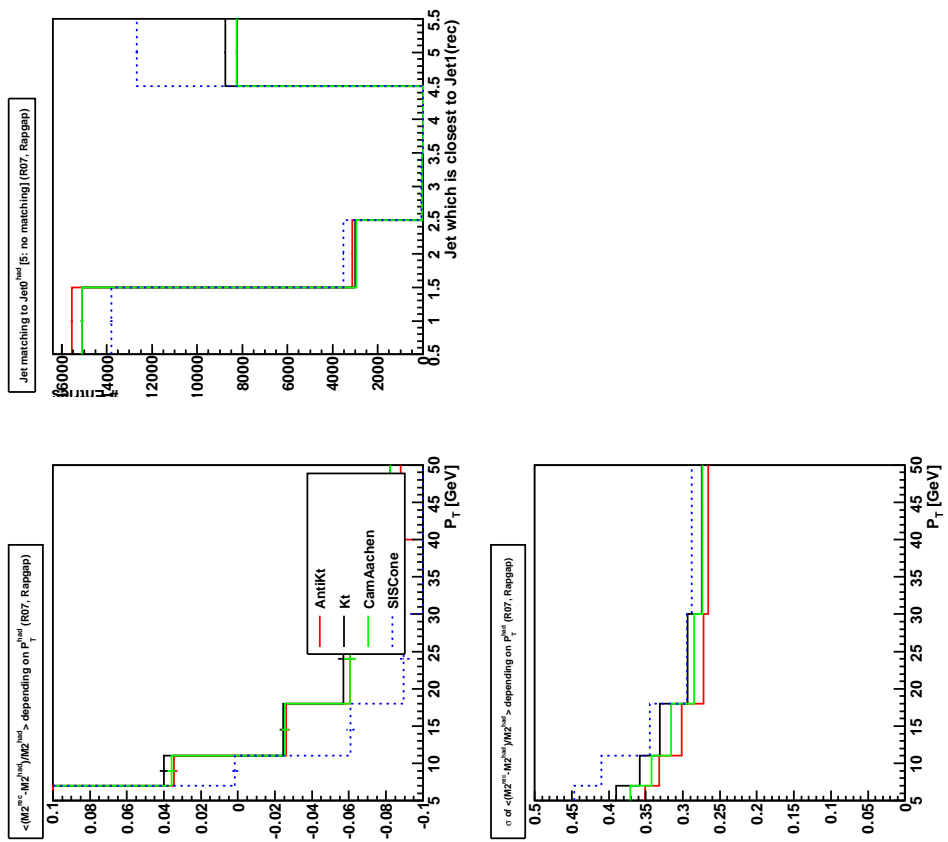 <(M2^rec-M2^had)/M2^had> depending on P_T^had (R07, Rapgap)
0.1
0.08
0.06
0.04
0.02
0
-0.02
-0.04
-0.06
-0.08
-0.1
5 10 15 20 25 30 35 40 45 50
P_T [GeV]
AntiKt
Kt
CamAachen
SISCone
Jet matching to Jet0^had [5: no matching] (R07, Rapgap)
# Entries
16000
14000
12000
10000
8000
6000
4000
2000
0
0.5 1 1.5 2 2.5 3 3.5 4 4.5 5 5.5
Jet which is closest to Jet1(rec)
σ of <(M2^rec-M2^had)/M2^had> depending on P_T^had (R07, Rapgap)
0.5
0.45
0.4
0.35
0.3
0.25
0.2
0.15
0.1
0.05
0
5 10 15 20 25 30 35 40 45 50
P_T [GeV]